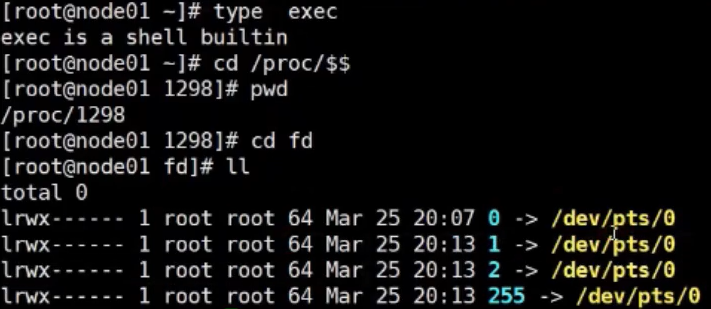 [root@node01 ~]# type  exec
exec is a shell builtin
[root@node01 ~]# cd /proc/$$
[root@node01 1298]# pwd
/proc/1298
[root@node01 1298]# cd fd
[root@node01 fd]# ll
total 0
lrwx------ 1 root root 64 Mar 25 20:07 0 -> /dev/pts/0
lrwx------ 1 root root 64 Mar 25 20:13 1 -> /dev/pts/0
lrwx------ 1 root root 64 Mar 25 20:13 2 -> /dev/pts/0
lrwx------ 1 root root 64 Mar 25 20:13 255 -> /dev/pts/0